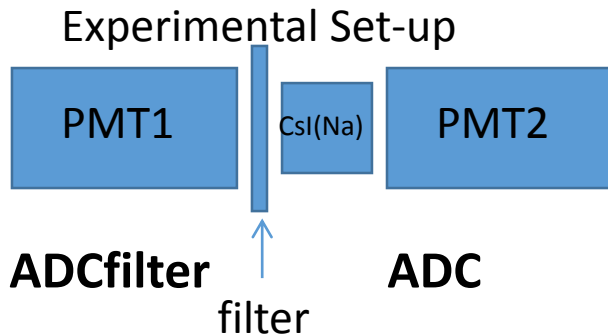 Experimental Set-up
PMT1
CsI(Na)
PMT2
ADCfilter
ADC
filter